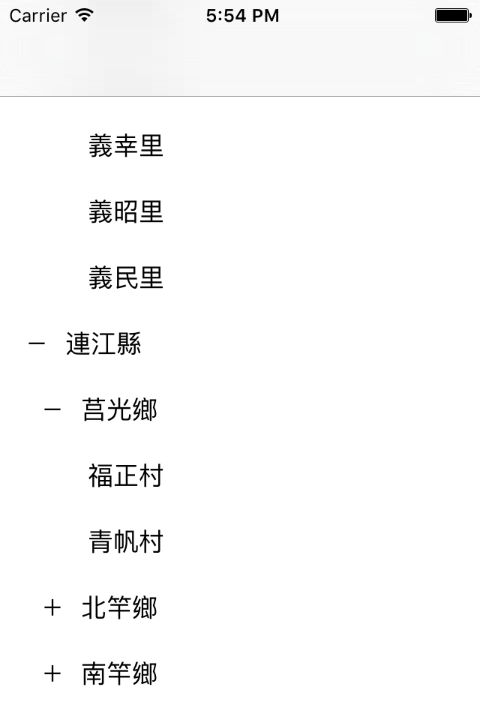 Carrier 5:54 PM
義幸里
義昭里
義民里
− 連江縣
− 莒光鄉
福正村
青帆村
+ 北竿鄉
+ 南竿鄉